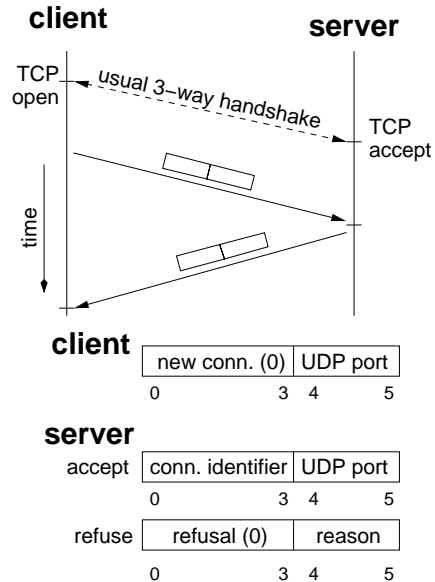 client
server
TCP
open
usual 3–way handshake
TCP
accept
time
client
new conn. (0) UDP port
0 3 4 5
server
accept conn. identifier UDP port
0 3 4 5
refuse refusal (0) reason
0 3 4 5